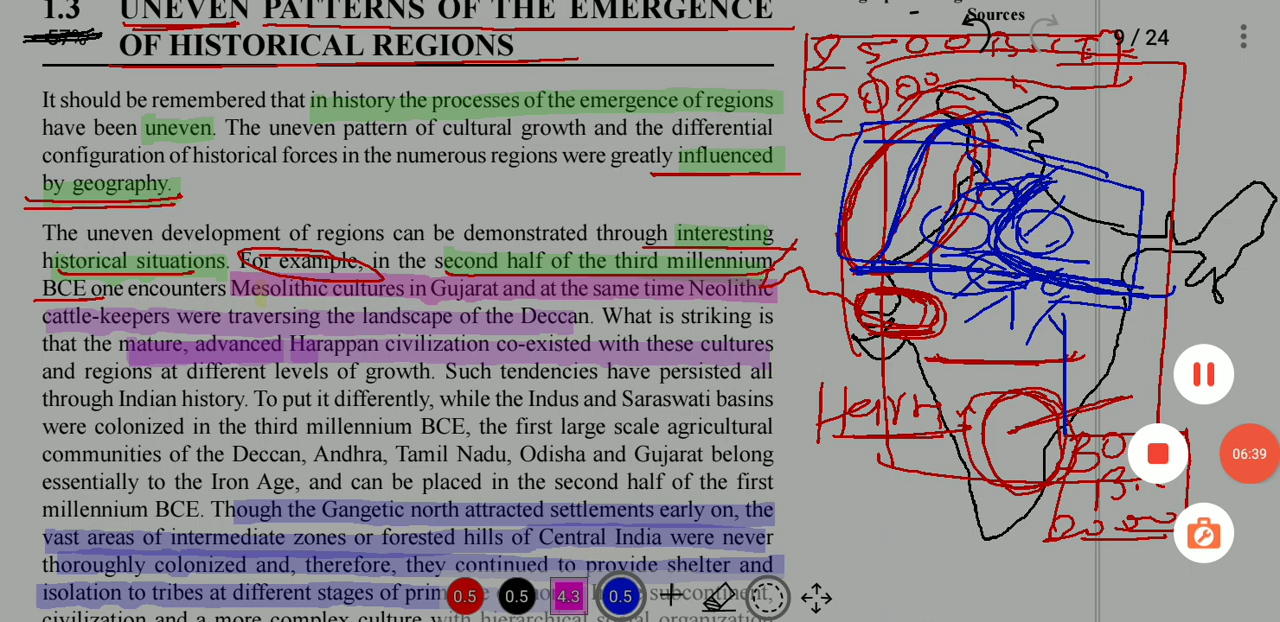 1.3 UNEVEN PATTERNS OF THE EMERGENCE
OF HISTORICAL REGIONS
Sources
9 / 24
It should be remembered that in history the processes of the emergence of regions
have been uneven. The uneven pattern of cultural growth and the differential
configuration of historical forces in the numerous regions were greatly influenced
by geography.
The uneven development of regions can be demonstrated through interesting
historical situations. For example, in the second half of the third millennium
BCE one encounters Mesolithic cultures in Gujarat and at the same time Neolithic
cattle-keepers were traversing the landscape of the Deccan. What is striking is
that the mature, advanced Harappan civilization co-existed with these cultures
and regions at different levels of growth. Such tendencies have persisted all
through Indian history. To put it differently, while the Indus and Saraswati basins
were colonized in the third millennium BCE, the first large scale agricultural
communities of the Deccan, Andhra, Tamil Nadu, Odisha and Gujarat belong
essentially to the Iron Age, and can be placed in the second half of the first
millennium BCE. Though the Gangetic north attracted settlements early on, the
vast areas of intermediate zones or forested hills of Central India were never
thoroughly colonized and, therefore, they continued to provide shelter and
isolation to tribes at different stages of
subcontinent,
civilization and a more complex culture with hierarchical social organization
06:39
0.5
0.5
4.3
0.5